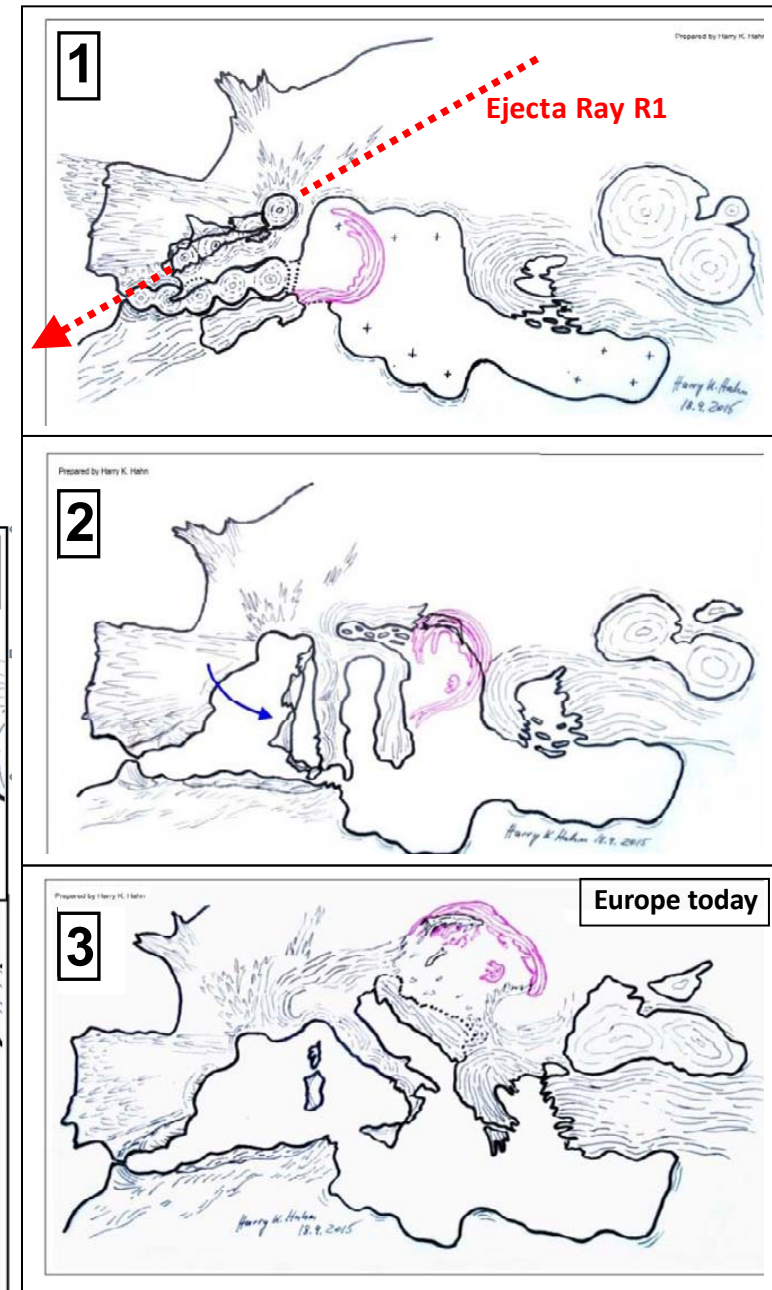 1
Prepared by Harry K. Hahn
Ejecta Ray R1
Harry K. Hahn
18.9.2015
Prepared by Harry K. Hahn
2
Harry K. Hahn 18.9.2015
Prepared by Harry K. Hahn
Europe today
3
Harry K. Hahn
18.9.2015